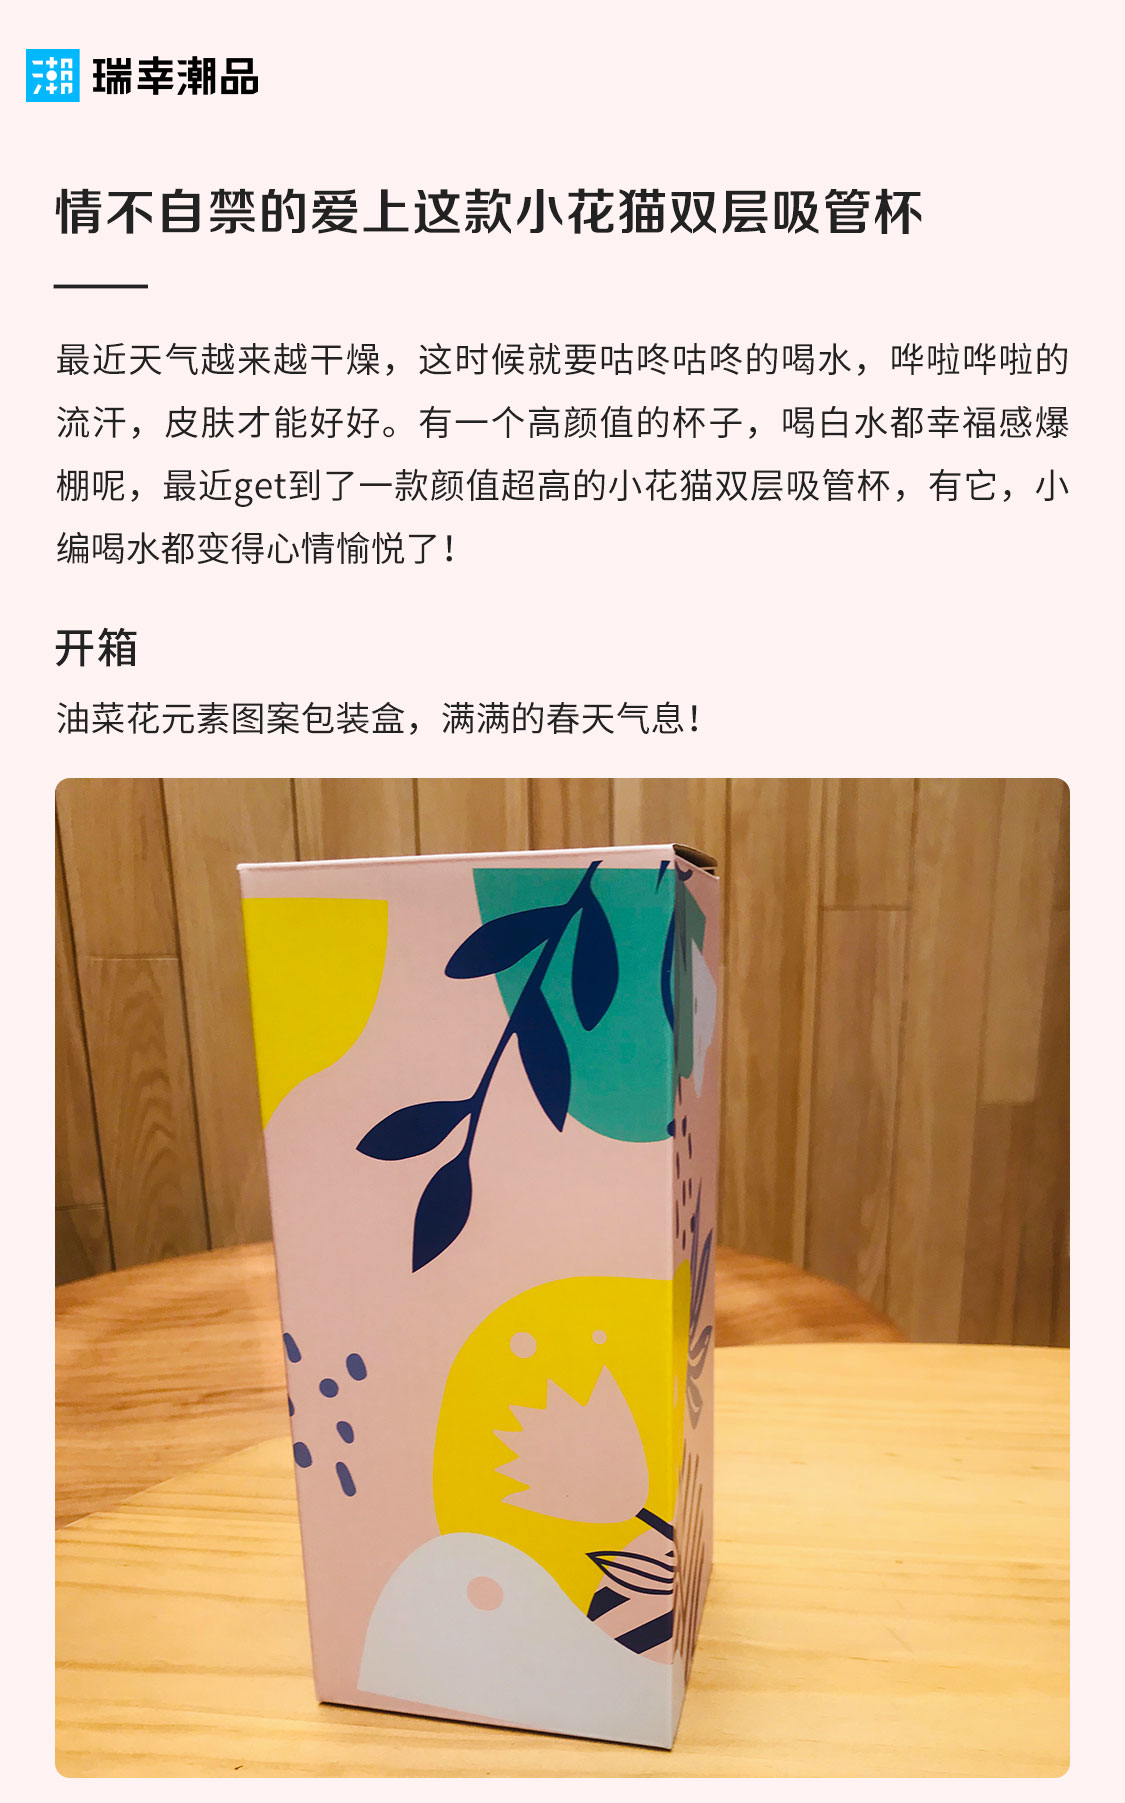 瑞幸潮品
情不自禁的爱上这款小花猫双层吸管杯
最近天气越来越干燥，这时候就要咕咚咕咚的喝水，哗啦哗啦的
流汗，皮肤才能好好。有一个高颜值的杯子，喝白水都幸福感爆
棚呢，最近get到了一款颜值超高的小花猫双层吸管杯，有它，小
编喝水都变得心情愉悦了！
开箱
油菜花元素图案包装盒，满满的春天气息！